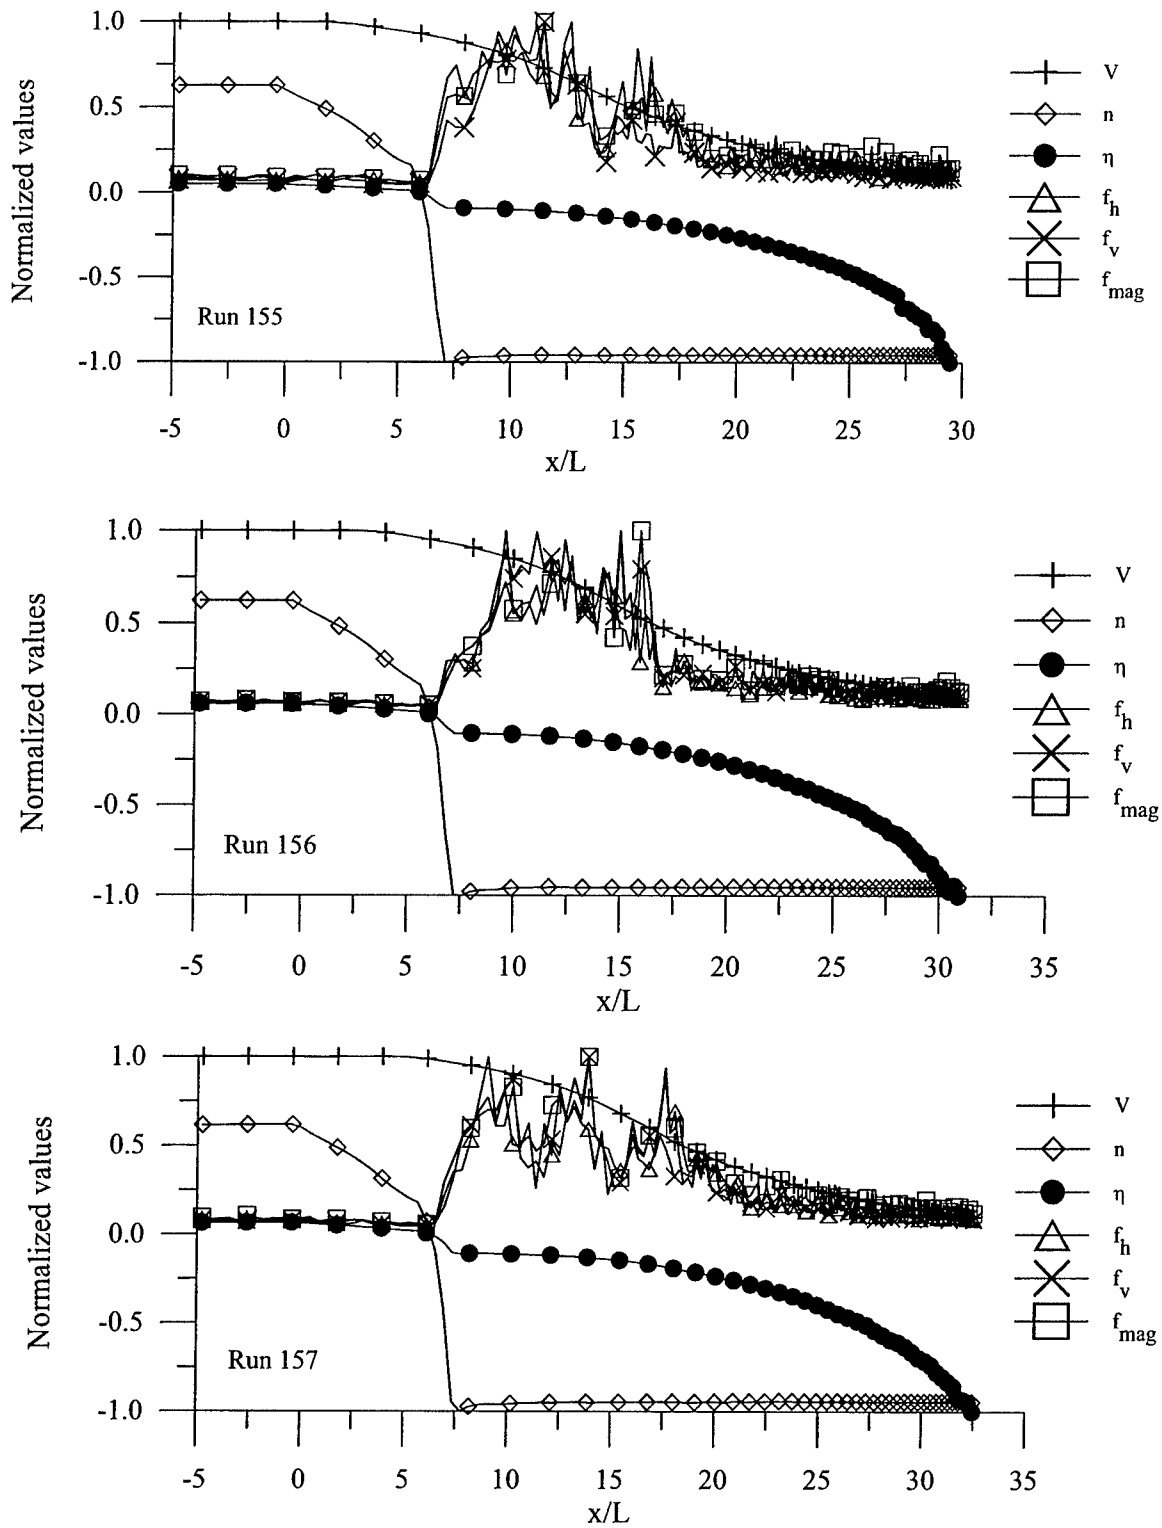 Normalized values
1.0
0.5
0.0
-0.5
-1.0
Run 155
-5 0 5 10 15 20 25 30
x/L
V
n
η
f_h
f_v
f_mag
Normalized values
1.0
0.5
0.0
-0.5
-1.0
Run 156
-5 0 5 10 15 20 25 30 35
x/L
V
n
η
f_h
f_v
f_mag
Normalized values
1.0
0.5
0.0
-0.5
-1.0
Run 157
-5 0 5 10 15 20 25 30 35
x/L
V
n
η
f_h
f_v
f_mag